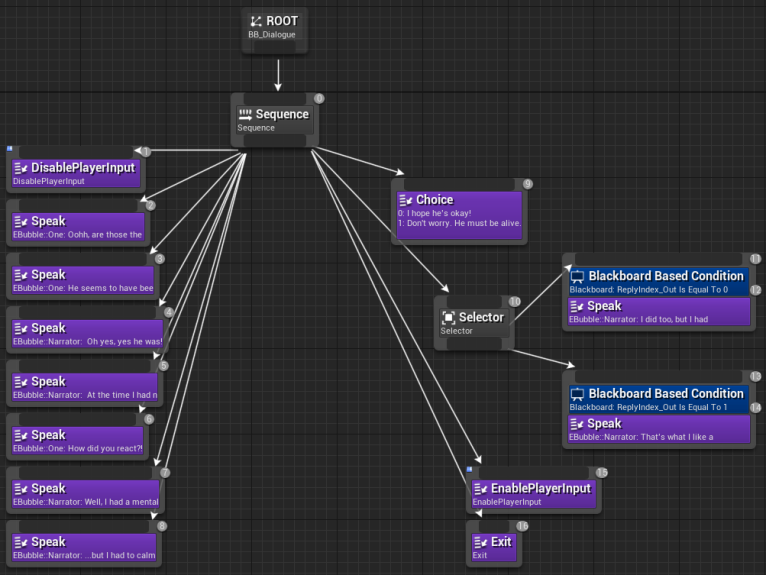 ROOT
BB_Dialogue
0
Sequence
Sequence
1
DisablePlayerInput
DisablePlayerInput
2
Speak
EBubble::One: Oohh, are those the
3
Speak
EBubble::One: He seems to have bee
4
Speak
EBubble::Narrator: Oh yes, yes he was!
5
Speak
EBubble::Narrator: At the time I had n
6
Speak
EBubble::One: How did you react?!
7
Speak
EBubble::Narrator: Well, I had a mental
8
Speak
EBubble::Narrator: ...but I had to calm
9
Choice
0: I hope he's okay!
1: Don't worry. He must be alive.
10
Selector
Selector
11
Blackboard Based Condition
Blackboard: ReplyIndex_Out Is Equal To 0
12
Speak
EBubble::Narrator: I did too, but I had
13
Blackboard Based Condition
Blackboard: ReplyIndex_Out Is Equal To 1
14
Speak
EBubble::Narrator: That's what I like a
15
EnablePlayerInput
EnablePlayerInput
16
Exit
Exit